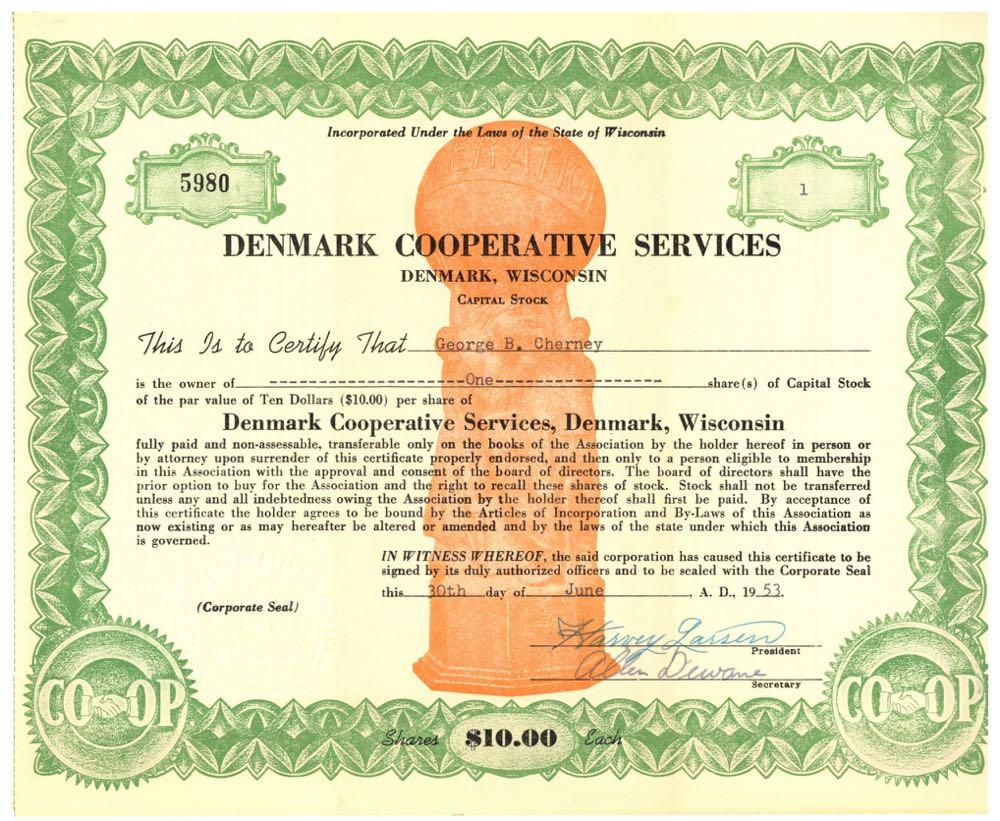 Incorporated Under the Laws of the State of Wisconsin
5980
1
DENMARK COOPERATIVE SERVICES
DENMARK, WISCONSIN
CAPITAL STOCK
This Is to Certify That George B. Cherney
is the owner of --------------------One----------------- share(s) of Capital Stock
of the par value of Ten Dollars ($10.00) per share of
Denmark Cooperative Services, Denmark, Wisconsin
fully paid and non-assessable, transferable only on the books of the Association by the holder hereof in person or
by attorney upon surrender of this certificate properly endorsed, and then only to a person eligible to membership
in this Association with the approval and consent of the board of directors. The board of directors shall have the
prior option to buy for the Association and the right to recall these shares of stock. Stock shall not be transferred
unless any and all indebtedness owing the Association by the holder thereof shall first be paid. By acceptance of
this certificate the holder agrees to be bound by the Articles of Incorporation and By-Laws of this Association as
now existing or as may hereafter be altered or amended and by the laws of the state under which this Association
is governed.
IN WITNESS WHEREOF, the said corporation has caused this certificate to be
signed by its duly authorized officers and to be sealed with the Corporate Seal
this 30th day of June, A. D., 19 53.
(Corporate Seal)
Harvey Larsen
President
Allen Dewane
Secretary
CO OP
CO OP
Shares $10.00 Each